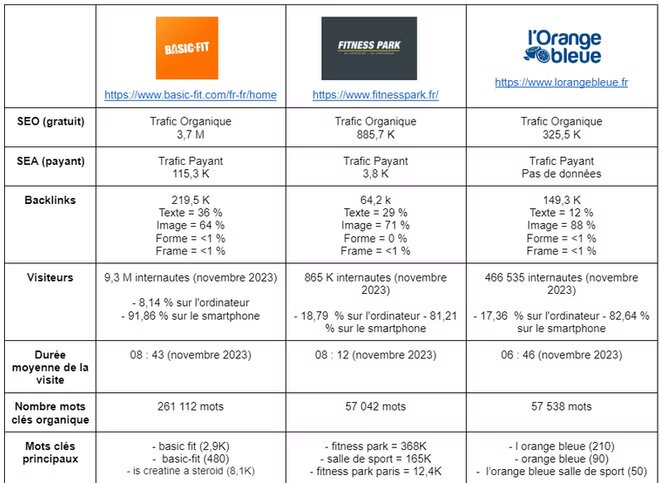 BASIC-FIT
FITNESS PARK
l'Orange
bleue
https://www.basic-fit.com/fr-fr/home
https://www.fitnesspark.fr/
https://www.lorangebleue.fr
SEO (gratuit)
Trafic Organique
3,7 M
Trafic Organique
885,7 K
Trafic Organique
325,5 K
SEA (payant)
Trafic Payant
115,3 K
Trafic Payant
3,8 K
Trafic Payant
Pas de données
Backlinks
219,5 K
Texte = 36 %
Image = 64 %
Forme = <1 %
Frame = <1 %
64,2 k
Texte = 29 %
Image = 71 %
Forme = 0 %
Frame = <1 %
149,3 K
Texte = 12 %
Image = 88 %
Forme = <1 %
Frame = <1 %
Visiteurs
9,3 M internautes (novembre 2023)
- 8,14 % sur l'ordinateur
- 91,86 % sur le smartphone
865 K internautes (novembre
2023)
- 18,79 % sur l'ordinateur - 81,21
% sur le smartphone
466 535 internautes (novembre
2023)
- 17,36 % sur l'ordinateur - 82,64 %
sur le smartphone
Durée
moyenne de la
visite
08 : 43 (novembre 2023)
08 : 12 (novembre 2023)
06 : 46 (novembre 2023)
Nombre mots
clés organique
261 112 mots
57 042 mots
57 538 mots
Mots clés
principaux
- basic fit (2,9K)
- basic-fit (480)
- is creatine a steroid (8,1K)
- fitness park = 368K
- salle de sport = 165K
- fitness park paris = 12,4K
- l orange bleue (210)
- orange bleue (90)
- l'orange bleue salle de sport (50)